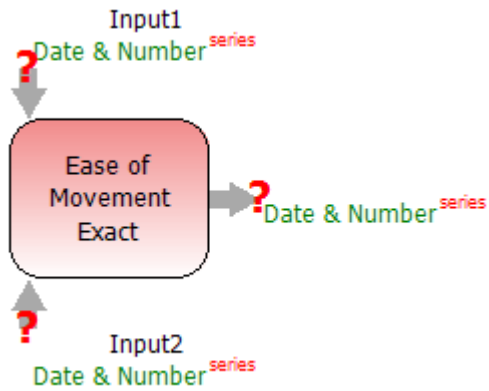 Input1
? Date & Number series
Ease of
Movement
Exact
? Date & Number series
?
Input2
Date & Number series